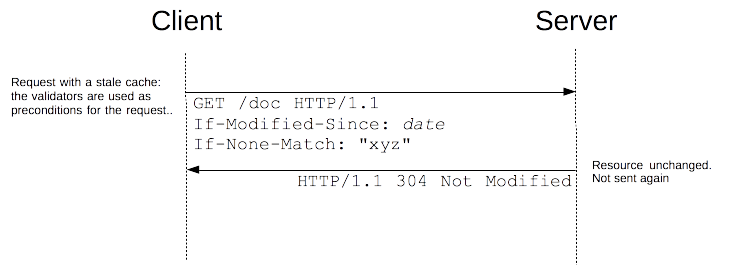 Client
Server
Request with a stale cache:
the validators are used as
preconditions for the request..
GET /doc HTTP/1.1
If-Modified-Since: date
If-None-Match: "xyz"
Resource unchanged.
Not sent again
HTTP/1.1 304 Not Modified